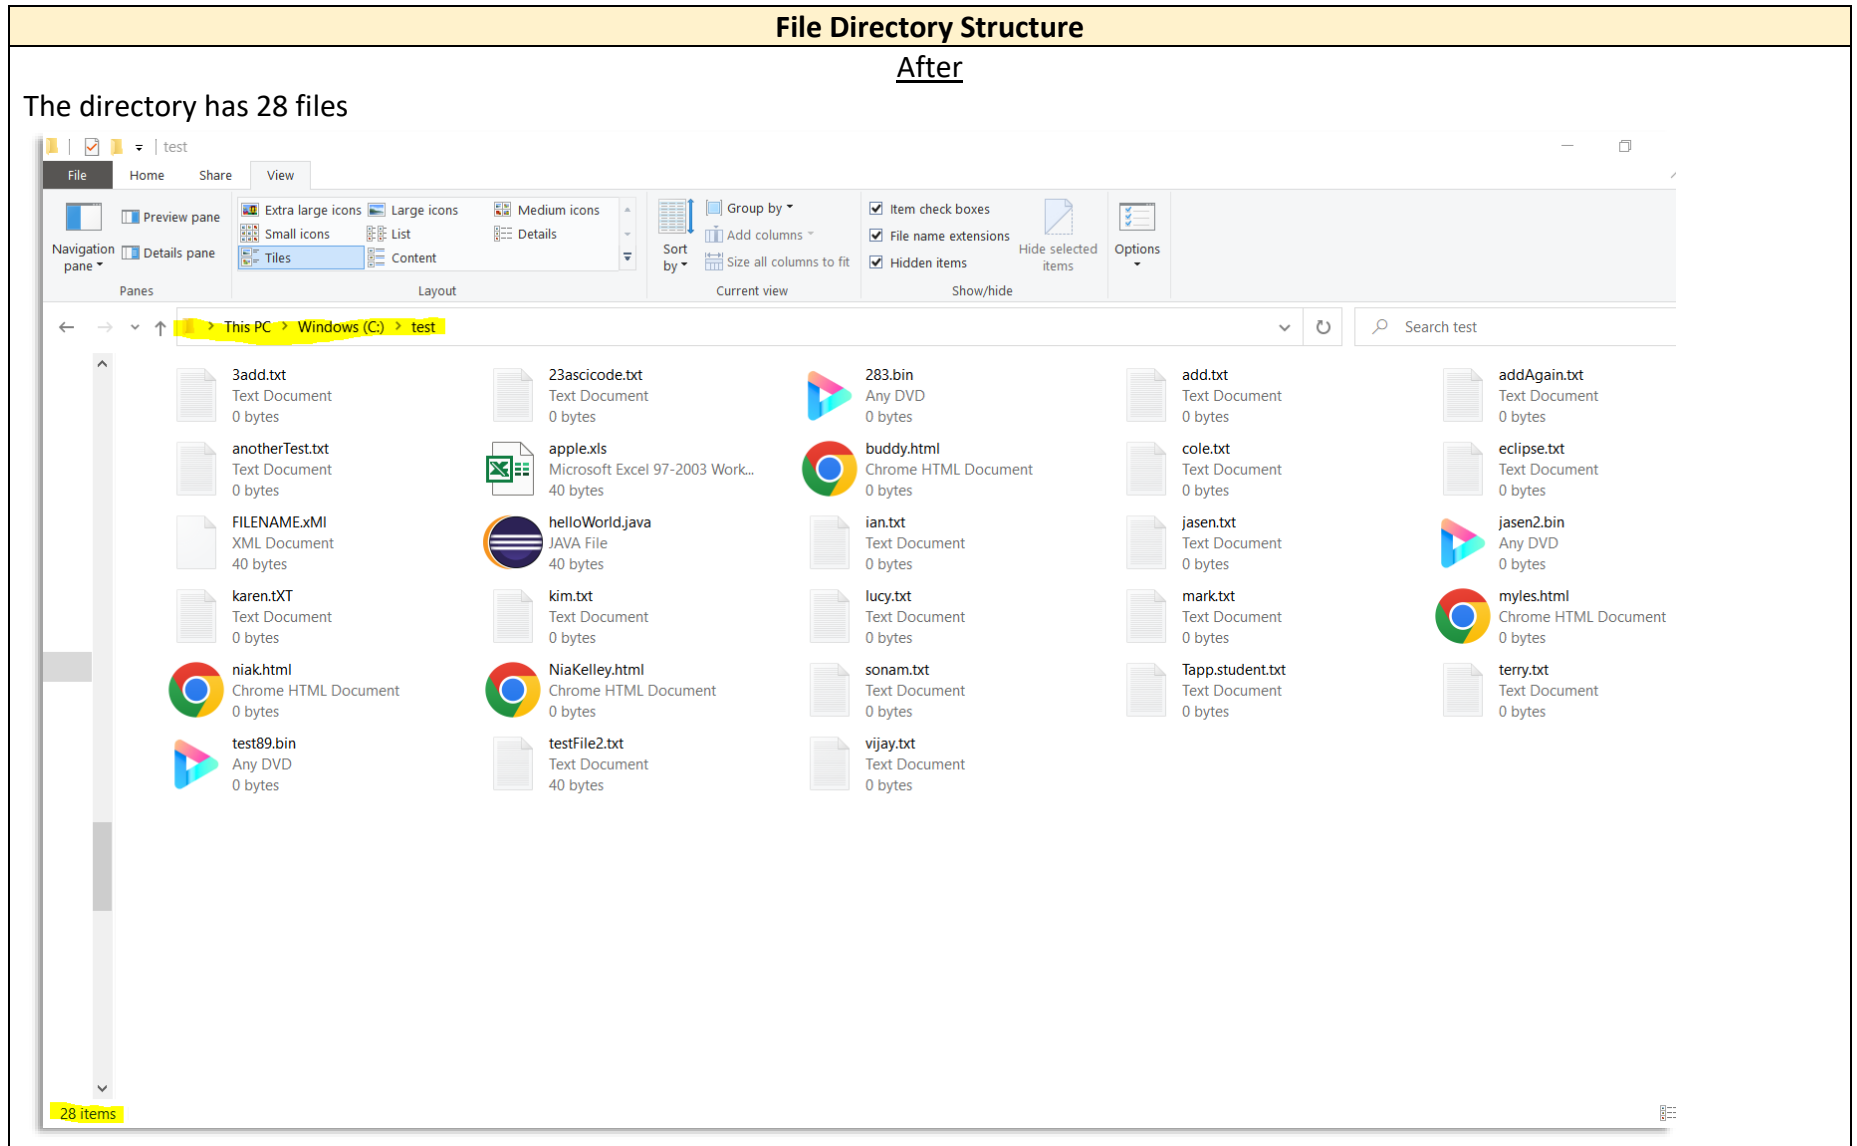 File Directory Structure
After
The directory has 28 files
test
File Home Share View
Navigation pane
Preview pane
Details pane
Panes
Extra large icons Large icons Medium icons
Small icons List Details
Tiles Content
Layout
Sort by
Group by
Add columns
Size all columns to fit
Current view
Item check boxes
File name extensions
Hidden items
Hide selected items
Show/hide
Options
This PC > Windows (C:) > test
Search test
3add.txt 23ascicode.txt 283.bin add.txt addAgain.txt
Text Document Text Document Any DVD Text Document Text Document
0 bytes 0 bytes 0 bytes 0 bytes 0 bytes
anotherTest.txt apple.xls buddy.html cole.txt eclipse.txt
Text Document Microsoft Excel 97-2003 Work... Chrome HTML Document Text Document Text Document
0 bytes 40 bytes 0 bytes 0 bytes 0 bytes
FILENAME.xMl helloWorld.java ian.txt jasen.txt jasen2.bin
XML Document JAVA File Text Document Text Document Any DVD
40 bytes 40 bytes 0 bytes 0 bytes 0 bytes
karen.tXT kim.txt lucy.txt mark.txt myles.html
Text Document Text Document Text Document Text Document Chrome HTML Document
0 bytes 0 bytes 0 bytes 0 bytes 0 bytes
niak.html NiaKelley.html sonam.txt Tapp.student.txt terry.txt
Chrome HTML Document Chrome HTML Document Text Document Text Document Text Document
0 bytes 0 bytes 0 bytes 0 bytes 0 bytes
test89.bin testFile2.txt vijay.txt
Any DVD Text Document Text Document
0 bytes 40 bytes 0 bytes
28 items